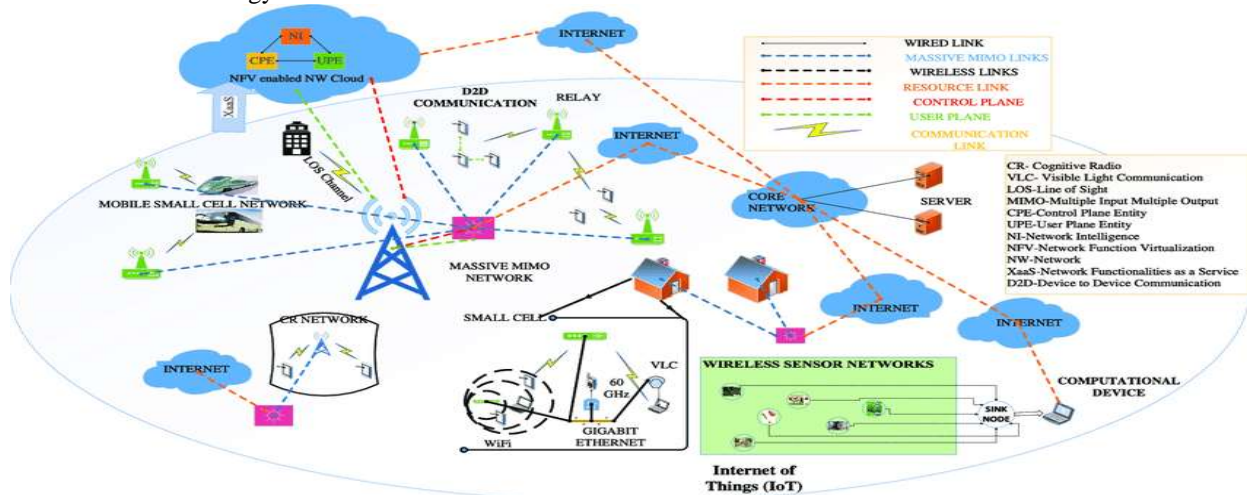 NI
CPE
UPE
NFV enabled NW Cloud
XaaS
INTERNET
WIRED LINK
MASSIVE MIMO LINKS
WIRELESS LINKS
RESOURCE LINK
CONTROL PLANE
USER PLANE
COMMUNICATION
LINK
D2D
COMMUNICATION
RELAY
INTERNET
LOS Channel
MOBILE SMALL CELL NETWORK
CORE
NETWORK
SERVER
CR- Cognitive Radio
VLC- Visible Light Communication
LOS-Line of Sight
MIMO-Multiple Input Multiple Output
CPE-Control Plane Entity
UPE-User Plane Entity
NI-Network Intelligence
NFV-Network Function Virtualization
NW-Network
XaaS-Network Functionalities as a Service
D2D-Device to Device Communication
MASSIVE MIMO
NETWORK
SMALL CELL
CR NETWORK
INTERNET
INTERNET
INTERNET
VLC
60
GHz
WiFi
GIGABIT
ETHERNET
WIRELESS SENSOR NETWORKS
SINK
NODE
COMPUTATIONAL
DEVICE
Internet of
Things (IoT)